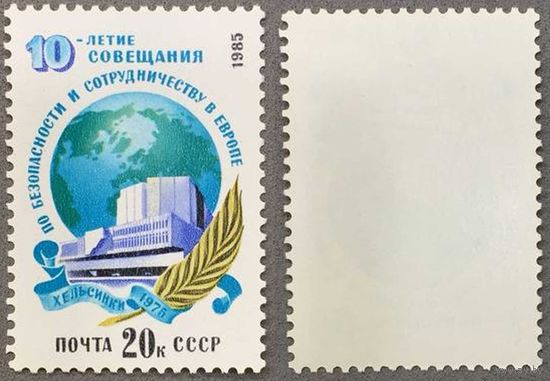 10-ЛЕТИЕ
СОВЕЩАНИЯ
ПО БЕЗОПАСНОСТИ И СОТРУДНИЧЕСТВУ В ЕВРОПЕ
1985
ХЕЛЬСИНКИ 1975
ПОЧТА 20к СССР